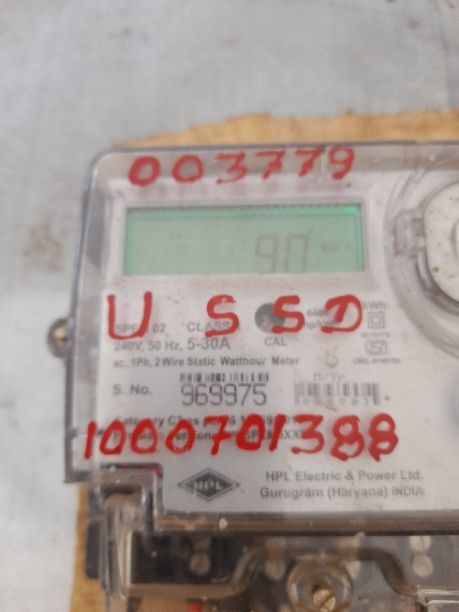 003779
90
U S S D
CLASS
kWh
240V, 50 Hz, 5-30A
CAL
ac. 1Ph, 2 Wire Static Watthour Meter
S. No. 969975
1000701388
HPL
HPL Electric & Power Ltd.
Gurugram (Haryana) INDIA